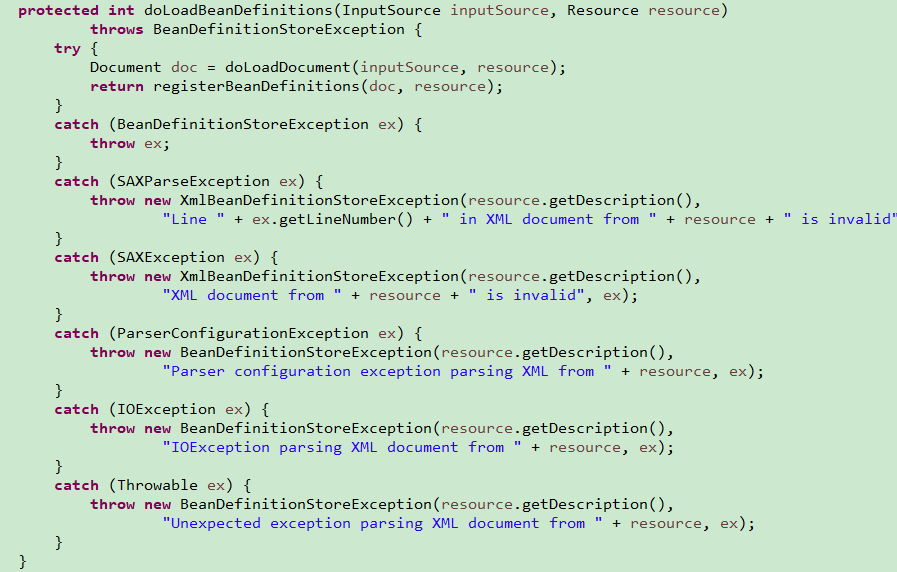 protected int doLoadBeanDefinitions(InputSource inputSource, Resource resource)
        throws BeanDefinitionStoreException {
    try {
        Document doc = doLoadDocument(inputSource, resource);
        return registerBeanDefinitions(doc, resource);
    }
    catch (BeanDefinitionStoreException ex) {
        throw ex;
    }
    catch (SAXParseException ex) {
        throw new XmlBeanDefinitionStoreException(resource.getDescription(),
                "Line " + ex.getLineNumber() + " in XML document from " + resource + " is invalid"
    }
    catch (SAXException ex) {
        throw new XmlBeanDefinitionStoreException(resource.getDescription(),
                "XML document from " + resource + " is invalid", ex);
    }
    catch (ParserConfigurationException ex) {
        throw new BeanDefinitionStoreException(resource.getDescription(),
                "Parser configuration exception parsing XML from " + resource, ex);
    }
    catch (IOException ex) {
        throw new BeanDefinitionStoreException(resource.getDescription(),
                "IOException parsing XML document from " + resource, ex);
    }
    catch (Throwable ex) {
        throw new BeanDefinitionStoreException(resource.getDescription(),
                "Unexpected exception parsing XML document from " + resource, ex);
    }
}